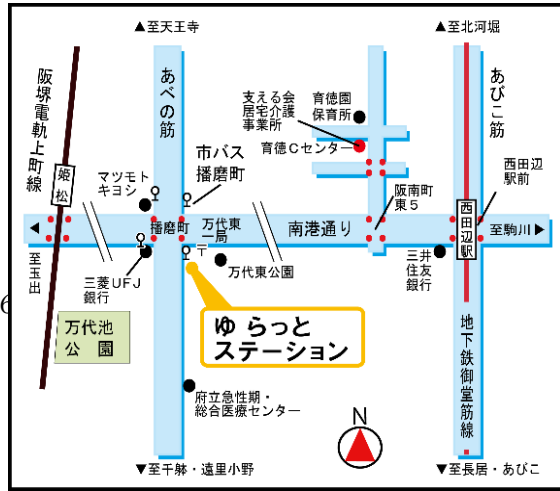 ▲至天王寺
▲至北河堀
阪堺電軌上町線
あべの筋
あびこ筋
支える会
居宅介護
事業所
育徳園
保育所
育徳Cセンター
姫松
マツモト
キヨシ
市バス
播磨町
阪南町
東5
西田辺
駅前
播磨町
万代東
一局
〒
南港通り
西田辺駅
◀
至玉出
至駒川▶
三菱UFJ
銀行
万代東公園
三井
住友
銀行
6
万代池
公園
ゆらっと
ステーション
地下鉄御堂筋線
府立急性期・
総合医療センター
N
▼至千躰・遠里小野
▼至長居・あびこ